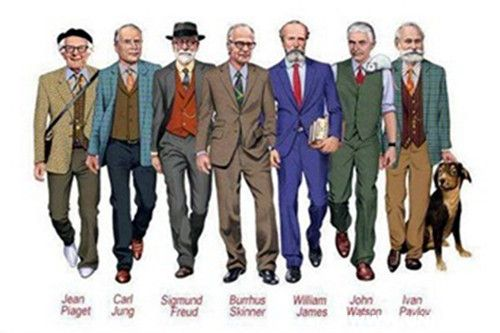 Jean Piaget
Carl Jung
Sigmund Freud
Burrhus Skinner
William James
John Watson
Ivan Pavlov